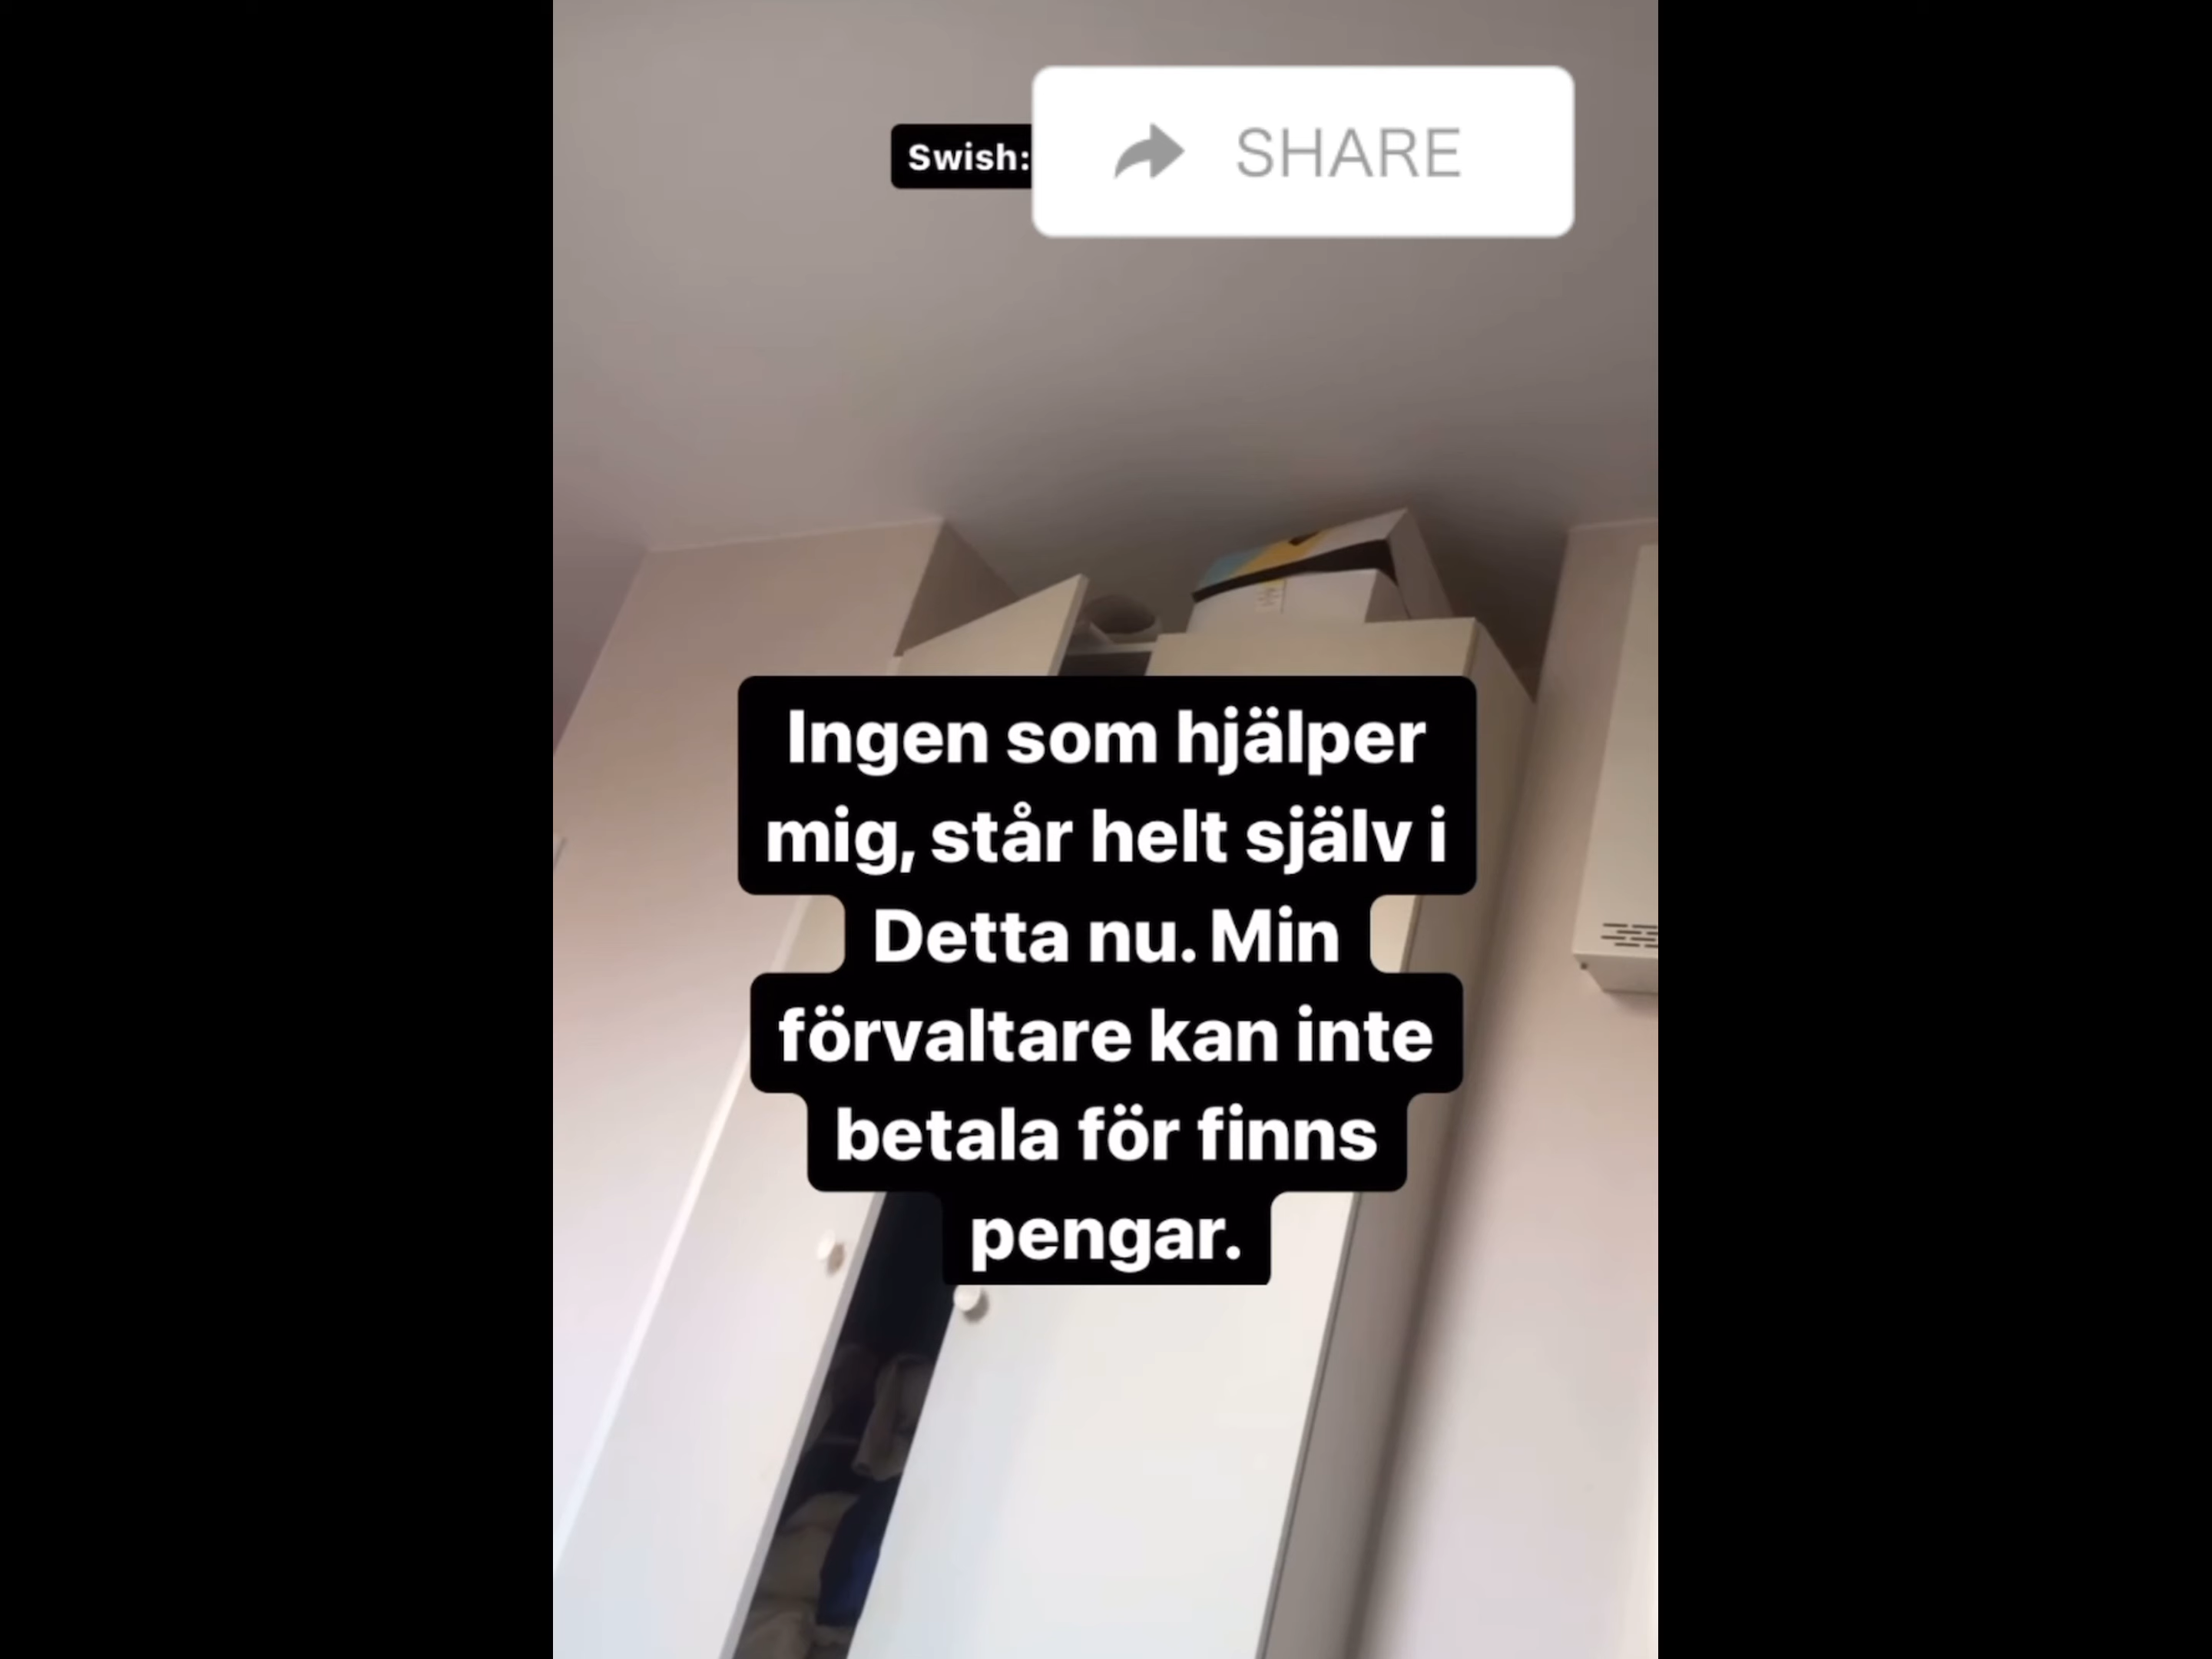 Swish:
SHARE
Ingen som hjälper
mig, står helt själv i
Detta nu. Min
förvaltare kan inte
betala för finns
pengar.